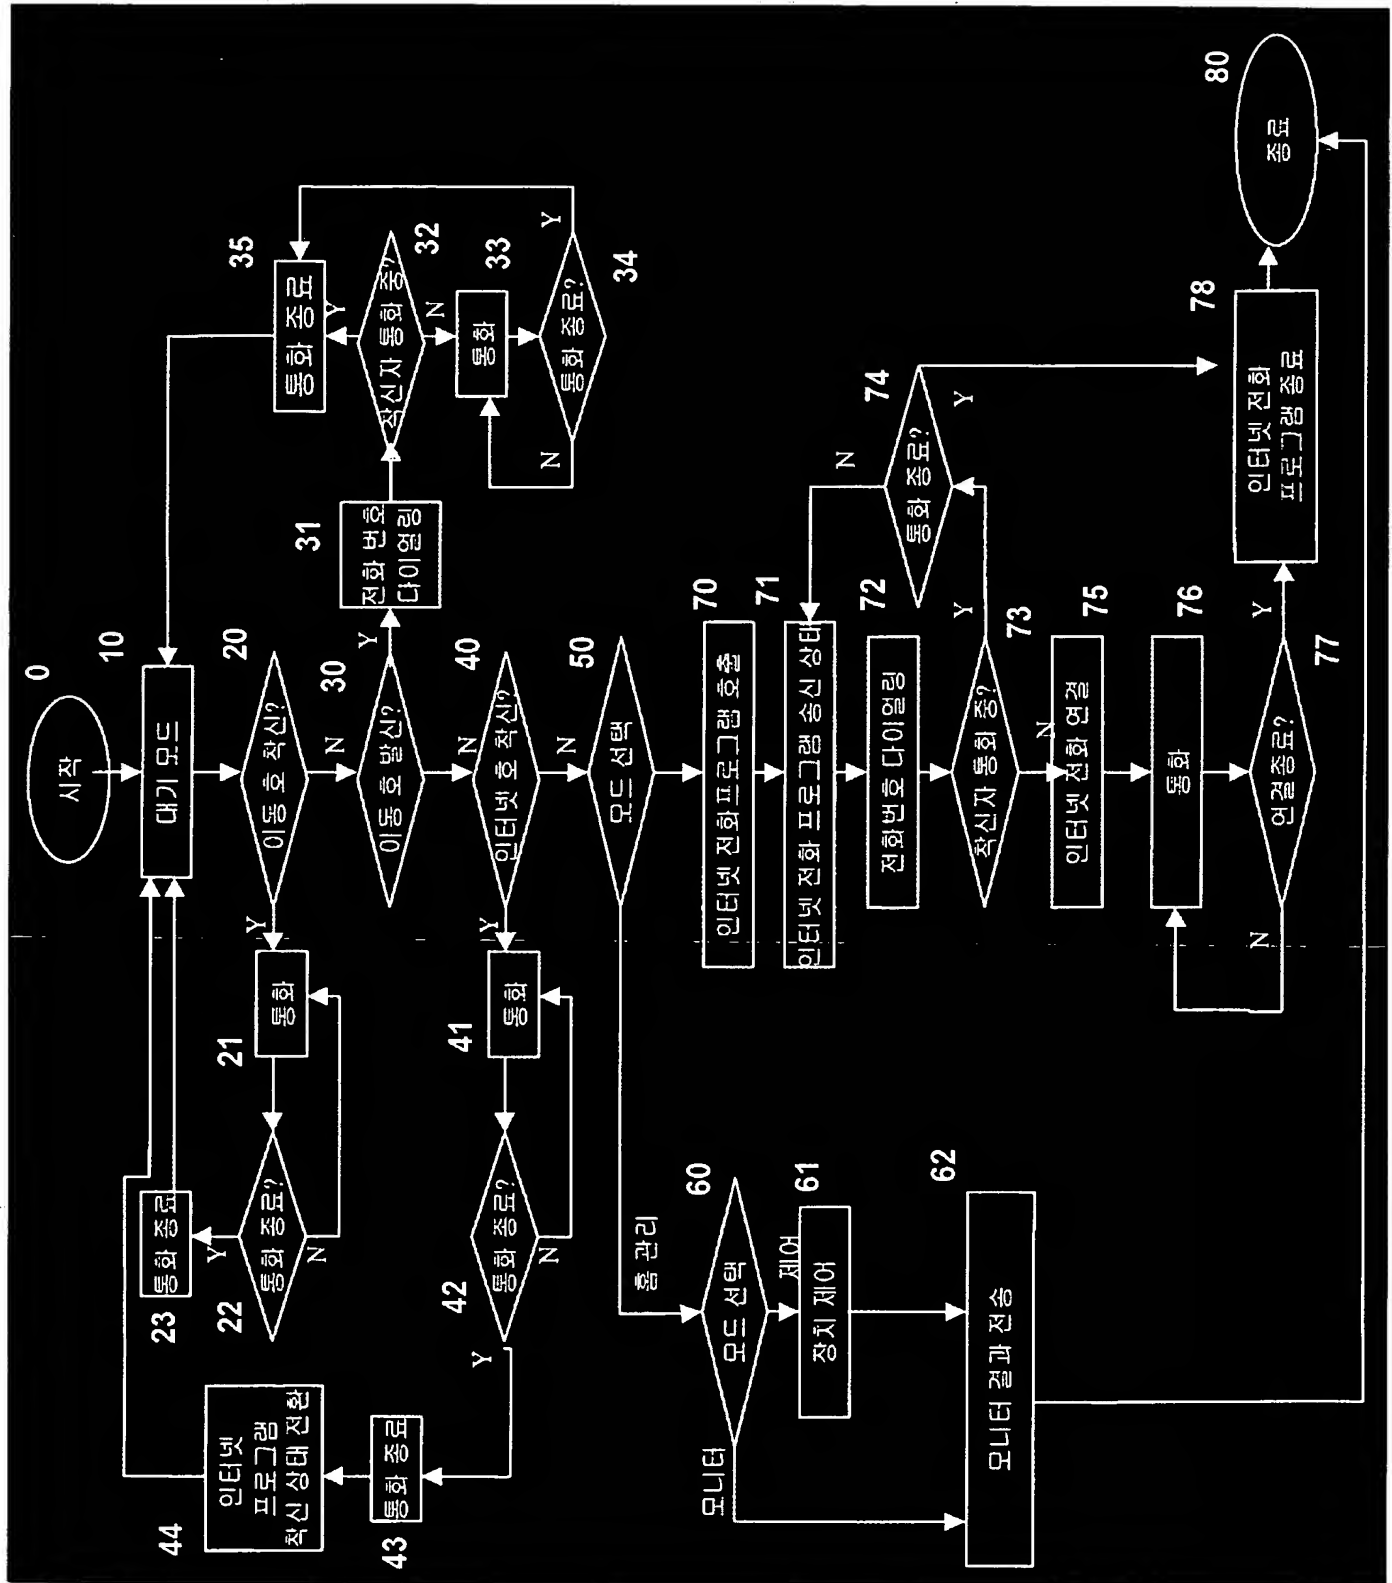 0
시작
10
대기 모드
20
이동 호 착신?
Y
N
21
통화
22
통화 종료?
Y
N
23
통화 종료
30
이동 호 발신?
Y
N
31
전화 번호
다이얼링
32
착신자 통화 중?
Y
N
33
통화
34
통화 종료?
Y
N
35
통화 종료
40
인터넷 호 착신?
Y
N
41
통화
42
통화 종료?
Y
N
43
통화 종료
44
인터넷
프로그램
착신 상태 전환
50
모드 선택
홈 관리
60
모드 선택
모니터
제어
61
장치 제어
62
모니터 결과 전송
70
인터넷 전화프로그램 호출
71
인터넷 전화 프로그램 송신 상태
72
전화번호 다이얼링
73
착신자 통화 중?
Y
N
74
통화 종료?
N
Y
75
인터넷 전화 연결
76
통화
77
연결종료?
Y
N
78
인터넷 전화
프로그램 종료
80
종료